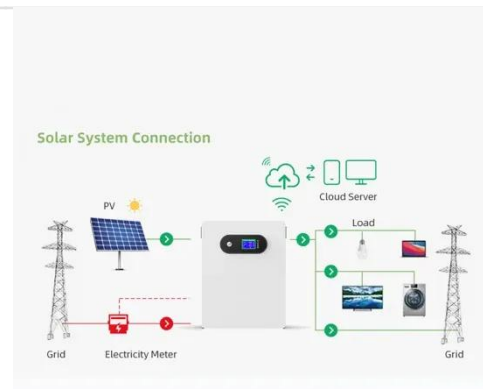 Solar System Connection
Cloud Server
PV
Load
Grid
Electricity Meter
Grid